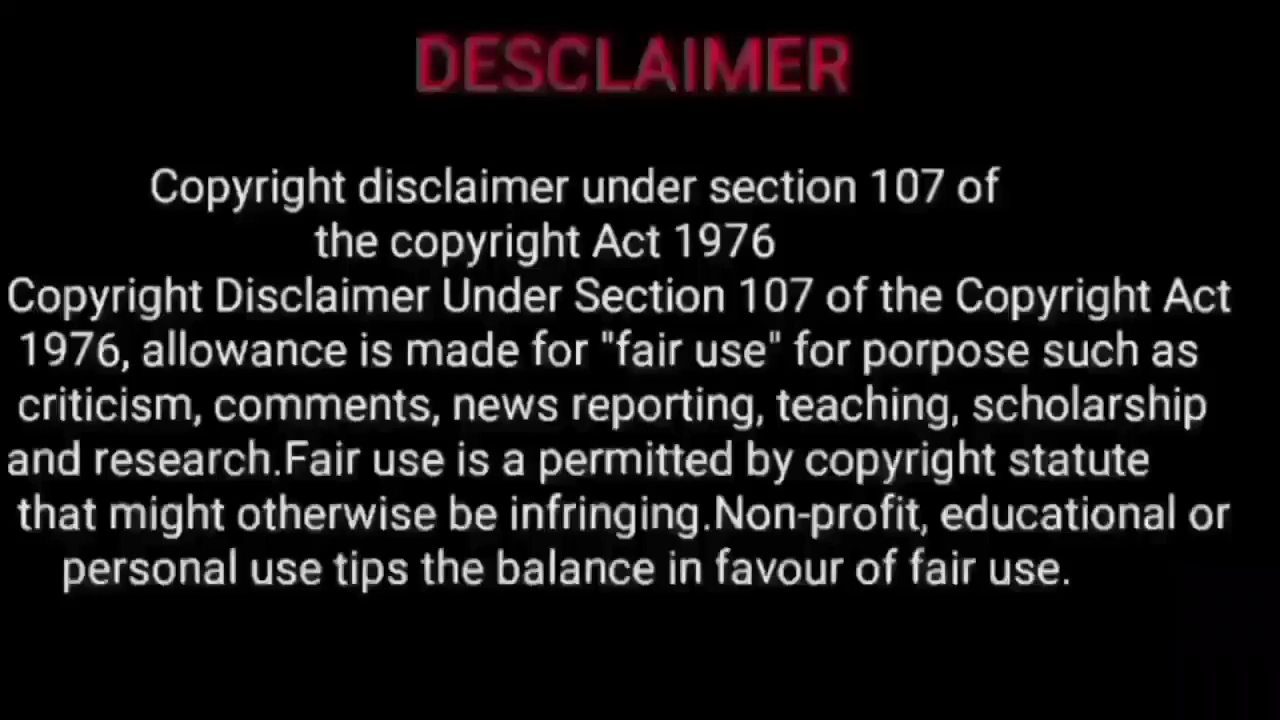 DESCLAIMER
Copyright disclaimer under section 107 of
the copyright Act 1976
Copyright Disclaimer Under Section 107 of the Copyright Act
1976, allowance is made for "fair use" for porpose such as
criticism, comments, news reporting, teaching, scholarship
and research.Fair use is a permitted by copyright statute
that might otherwise be infringing.Non-profit, educational or
personal use tips the balance in favour of fair use.